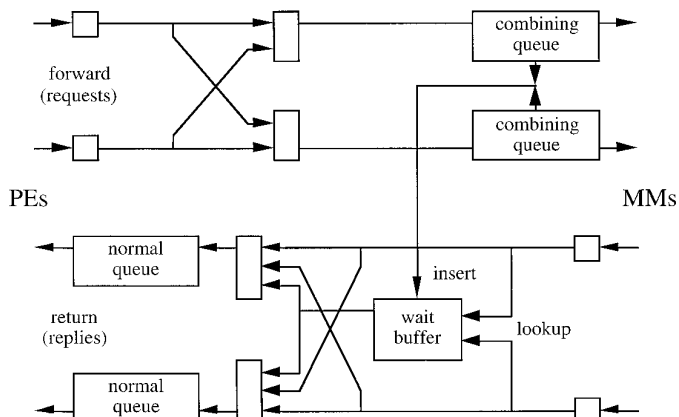 combining
queue
forward
(requests)
combining
queue
PEs
MMs
normal
queue
insert
wait
buffer
lookup
return
(replies)
normal
queue